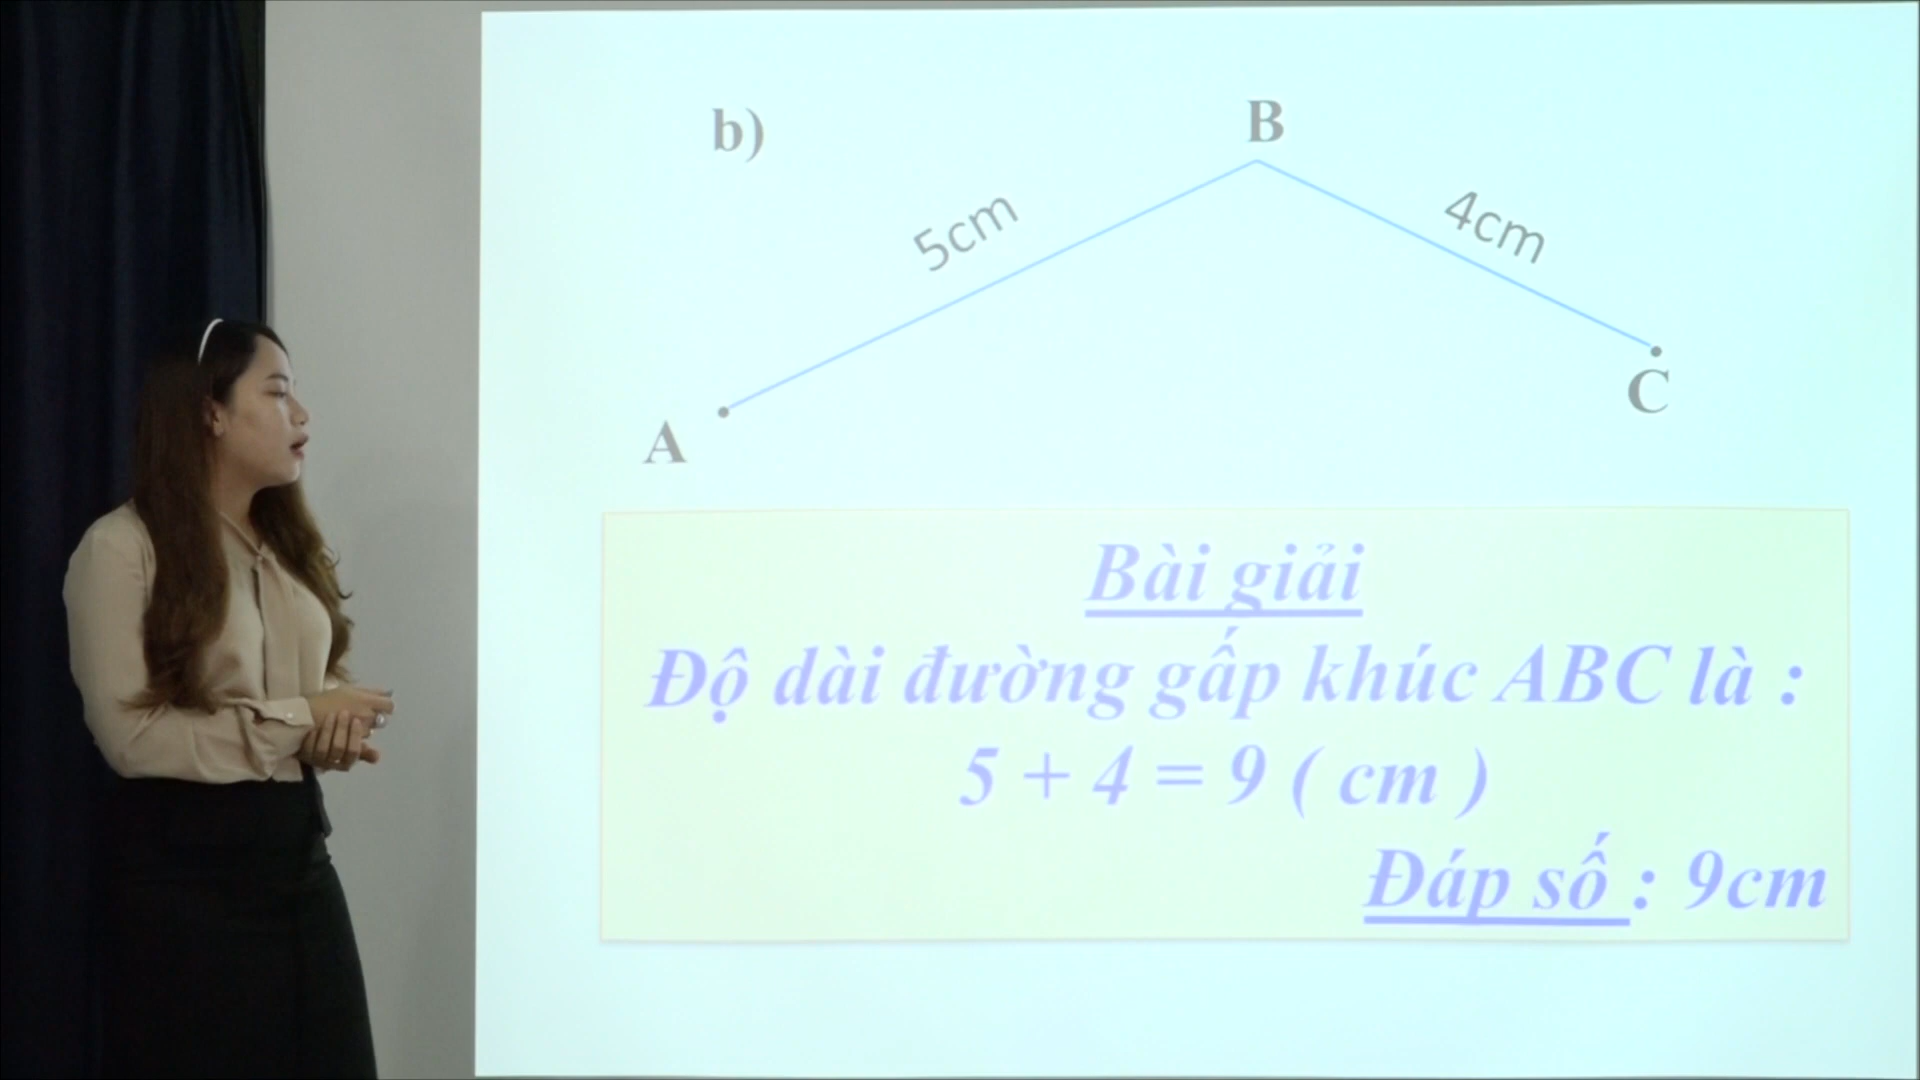 b)
B
5cm
4cm
C
A
Bài giải
Độ dài đường gấp khúc ABC là :
5 + 4 = 9 ( cm )
Đáp số : 9cm